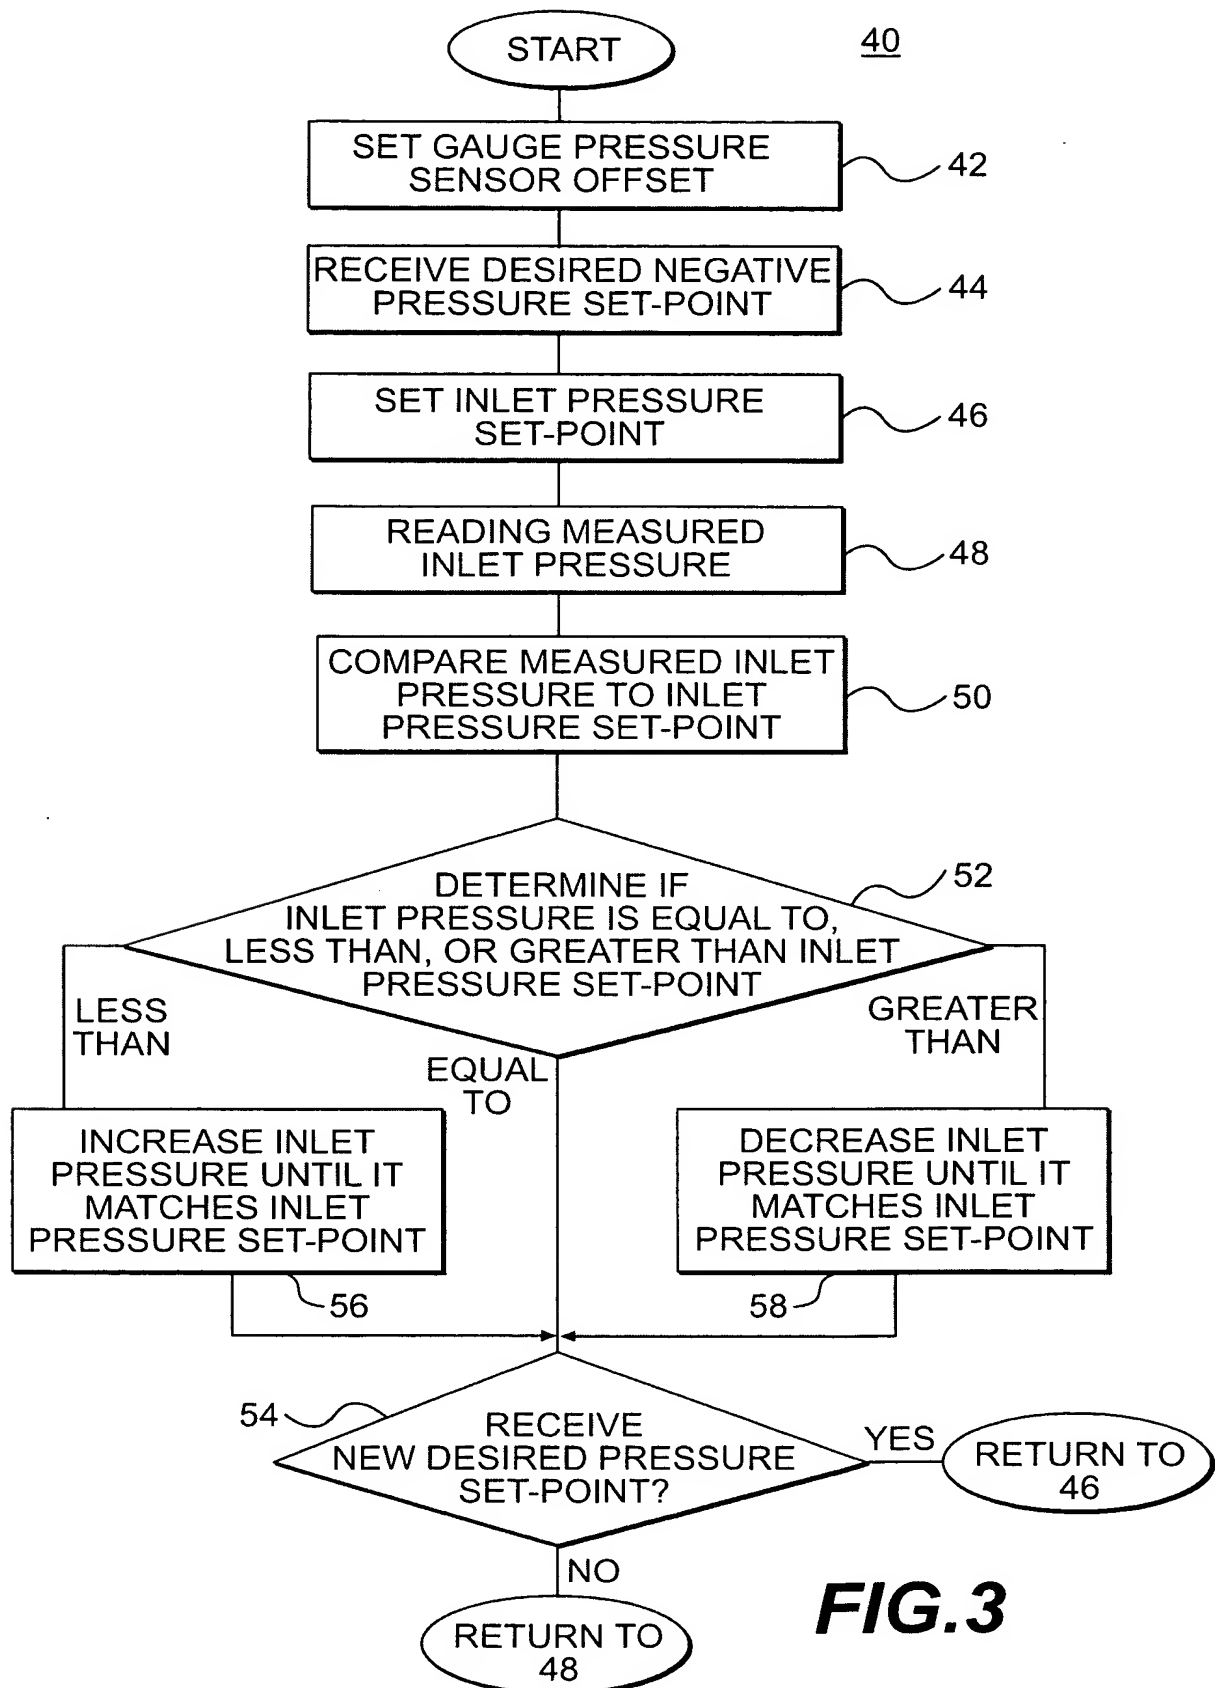 START
40
SET GAUGE PRESSURE
SENSOR OFFSET
42
RECEIVE DESIRED NEGATIVE
PRESSURE SET-POINT
44
SET INLET PRESSURE
SET-POINT
46
READING MEASURED
INLET PRESSURE
48
COMPARE MEASURED INLET
PRESSURE TO INLET
PRESSURE SET-POINT
50
DETERMINE IF
INLET PRESSURE IS EQUAL TO,
LESS THAN, OR GREATER THAN INLET
PRESSURE SET-POINT
52
LESS
THAN
EQUAL
TO
GREATER
THAN
INCREASE INLET
PRESSURE UNTIL IT
MATCHES INLET
PRESSURE SET-POINT
56
DECREASE INLET
PRESSURE UNTIL IT
MATCHES INLET
PRESSURE SET-POINT
58
54
RECEIVE
NEW DESIRED PRESSURE
SET-POINT?
YES
RETURN TO
46
NO
RETURN TO
48
FIG.3